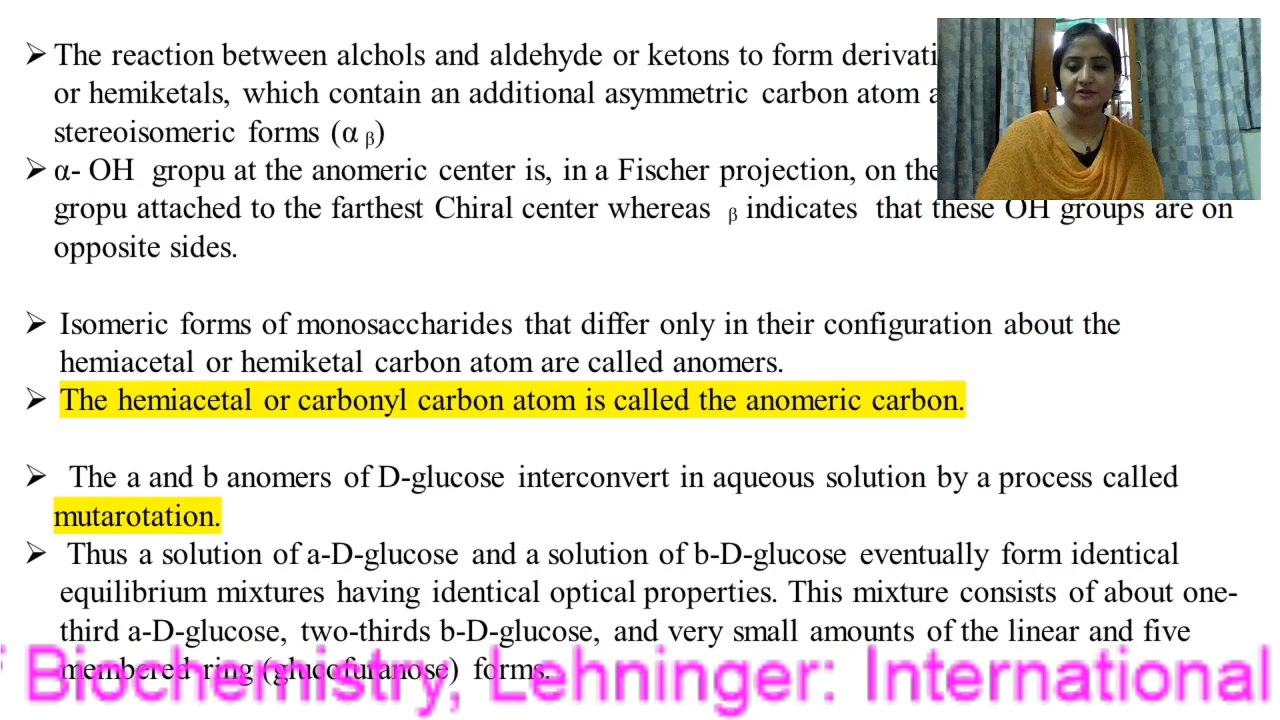 ➢ The reaction between alchols and aldehyde or ketons to form
or hemiketals, which contain an additional asymmetric carbon atom
stereoisomeric forms (α β)
➢ α- OH gropu at the anomeric center is, in a Fischer projection, on the
gropu attached to the farthest Chiral center whereas β indicates that these OH groups are on
opposite sides.
➢ Isomeric forms of monosaccharides that differ only in their configuration about the
hemiacetal or hemiketal carbon atom are called anomers.
➢ The hemiacetal or carbonyl carbon atom is called the anomeric carbon.
➢ The a and b anomers of D-glucose interconvert in aqueous solution by a process called
mutarotation.
➢ Thus a solution of a-D-glucose and a solution of b-D-glucose eventually form identical
equilibrium mixtures having identical optical properties. This mixture consists of about one-
third a-D-glucose, two-thirds b-D-glucose, and very small amounts of the linear and five
membered ring (glucofuranose) forms.
Biochemistry, Lehninger: International